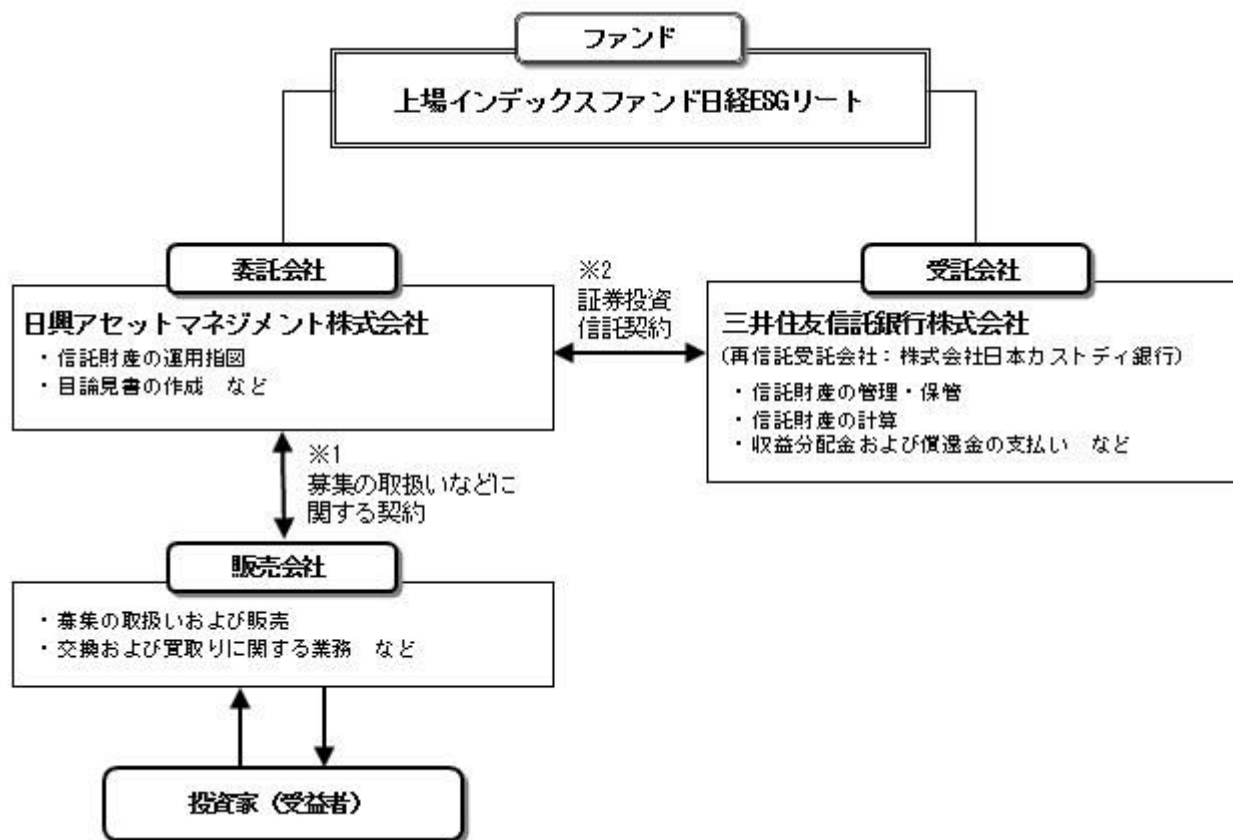 ファンド
上場インデックスファンド日経ESGリート
委託会社
日興アセットマネジメント株式会社
・信託財産の運用指図
・目論見書の作成 など
※2
証券投資
信託契約
受託会社
三井住友信託銀行株式会社
(再信託受託会社：株式会社日本カストディ銀行)
・信託財産の管理・保管
・信託財産の計算
・収益分配金および償還金の支払い など
※1
募集の取扱いなどに
関する契約
販売会社
・募集の取扱いおよび販売
・交換および買取りに関する業務 など
投資家（受益者）